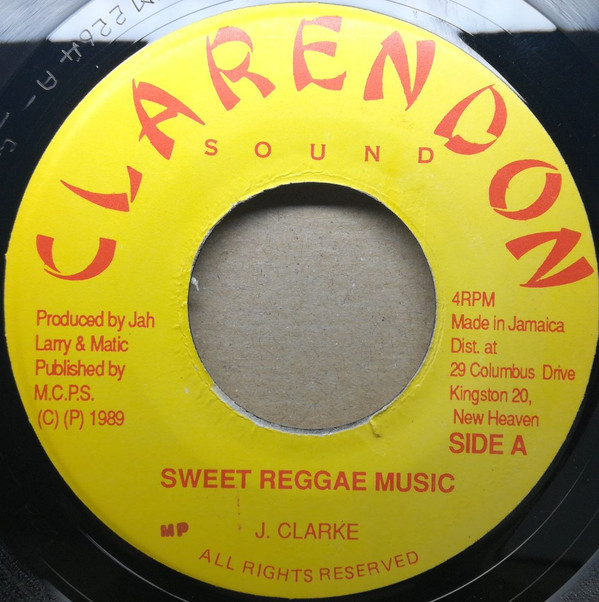 CLARENDON
SOUND
Produced by Jah
Larry & Matic
Published by
M.C.P.S.
(C) (P) 1989
4RPM
Made in Jamaica
Dist. at
29 Columbus Drive
Kingston 20,
New Heaven
SIDE A
SWEET REGGAE MUSIC
MP
J. CLARKE
ALL RIGHTS RESERVED